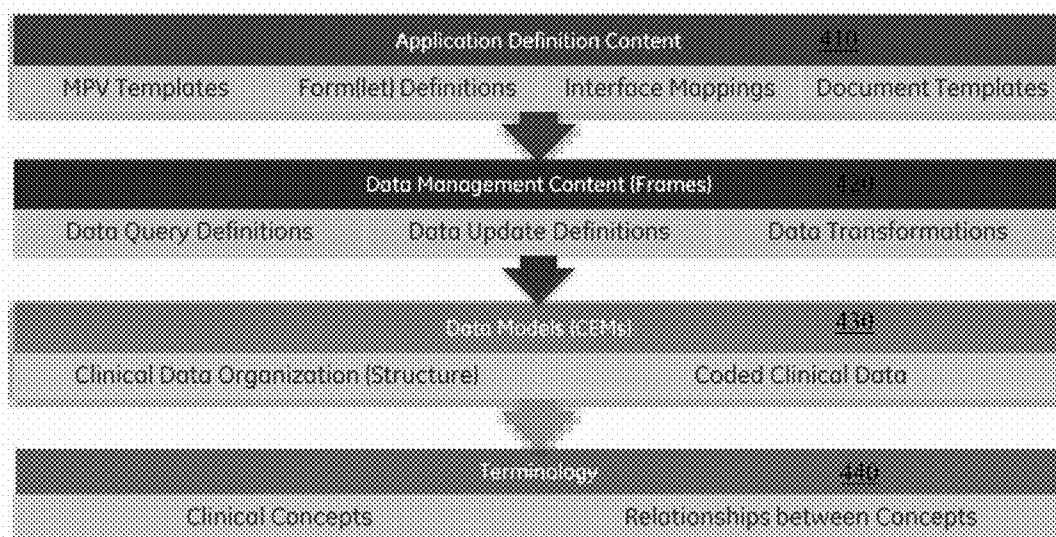 Application Definition Content 410
MPV Templates Form(let) Definitions Interface Mappings Document Templates
Data Management Content (Frames) 420
Data Query Definitions Data Update Definitions Data Transformations
Data Models (CEMs) 430
Clinical Data Organization (Structure) Coded Clinical Data
Terminology 440
Clinical Concepts Relationships between Concepts